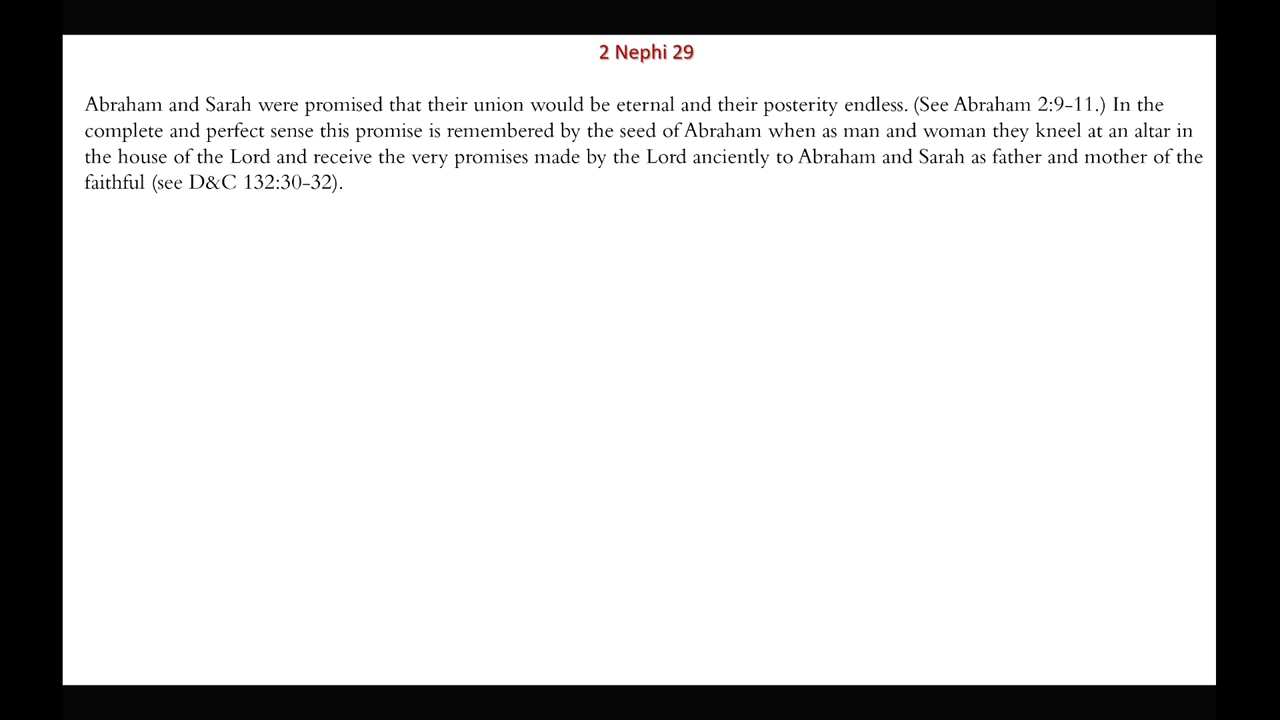 2 Nephi 29
Abraham and Sarah were promised that their union would be eternal and their posterity endless. (See Abraham 2:9-11.) In the
complete and perfect sense this promise is remembered by the seed of Abraham when as man and woman they kneel at an altar in
the house of the Lord and receive the very promises made by the Lord anciently to Abraham and Sarah as father and mother of the
faithful (see D&C 132:30-32).